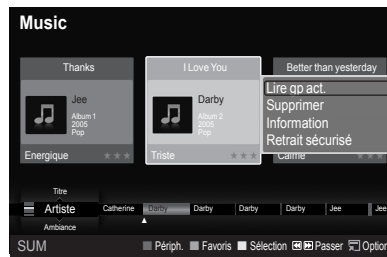 Music
Thanks
I Love You
Better than yesterday
Jee
Album 1
2005
Pop
Energique
Darby
Album 2
2005
Pop
Triste
Calme
Lire gp act.
Supprimer
Information
Retrait sécurisé
Titre
Artiste
Catherine Darby Darby Darby Darby Jee Jee
Ambiance
SUM Périph. Favoris Sélection Passer Option